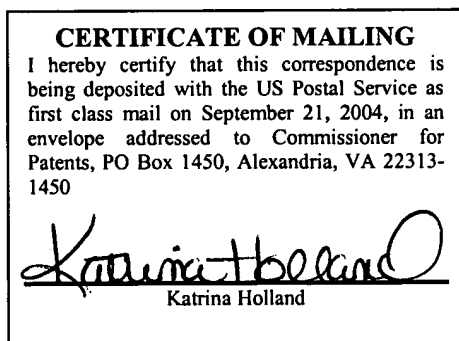 CERTIFICATE OF MAILING
I hereby certify that this correspondence is
being deposited with the US Postal Service as
first class mail on September 21, 2004, in an
envelope addressed to Commissioner for
Patents, PO Box 1450, Alexandria, VA 22313-
1450
Katrina Holland
Katrina Holland